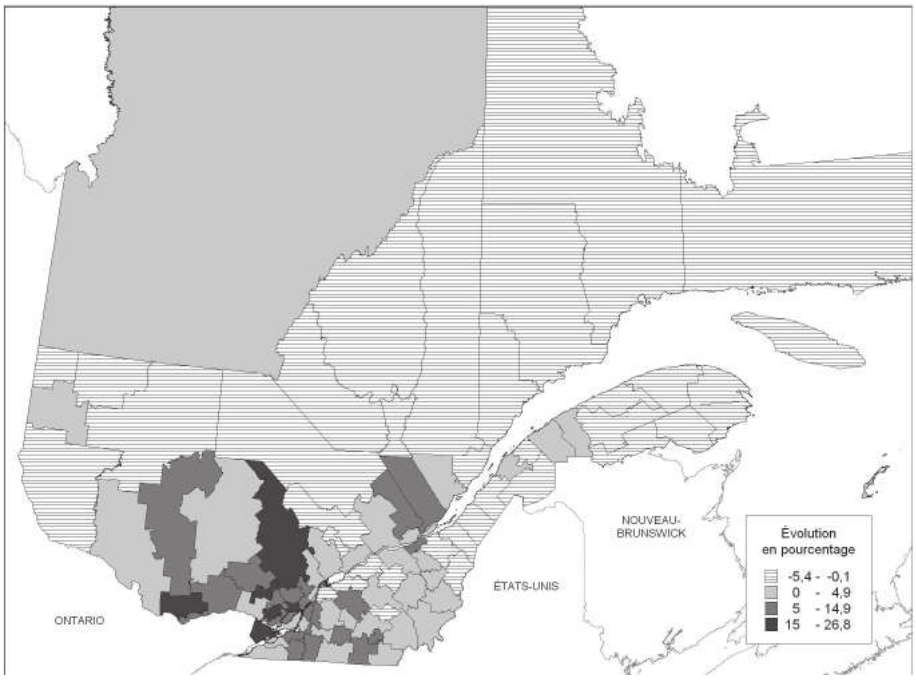 NOUVEAU-
BRUNSWICK
ÉTATS-UNIS
ONTARIO
Évolution
en pourcentage
-5,4 - -0,1
0 - 4,9
5 - 14,9
15 - 26,8